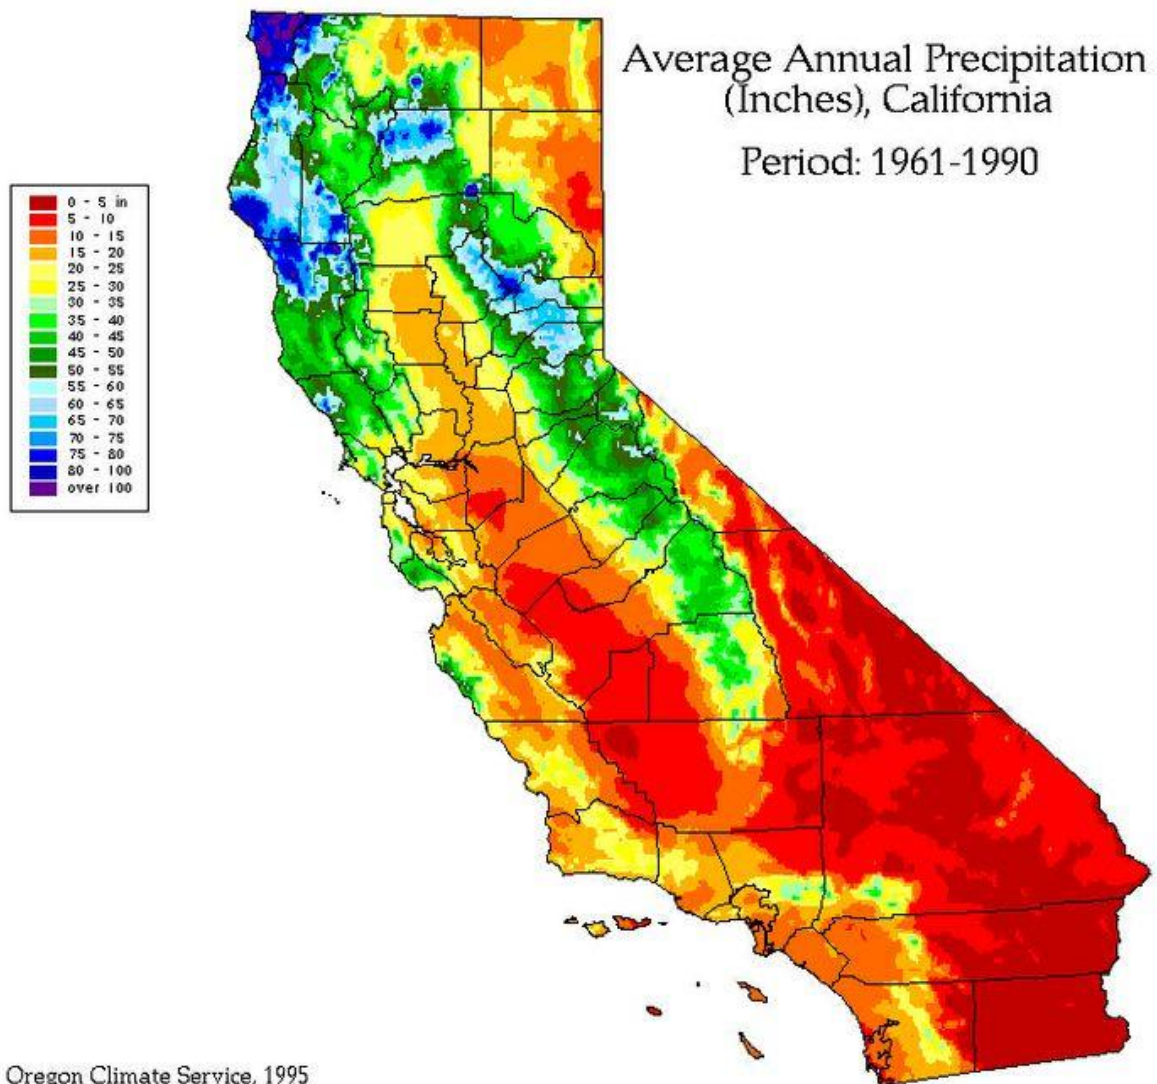 Average Annual Precipitation
(Inches), California
Period: 1961-1990
0 - 5 in
5 - 10
10 - 15
15 - 20
20 - 25
25 - 30
30 - 35
35 - 40
40 - 45
45 - 50
50 - 55
55 - 60
60 - 65
65 - 70
70 - 75
75 - 80
80 - 100
over 100
Oregon Climate Service, 1995